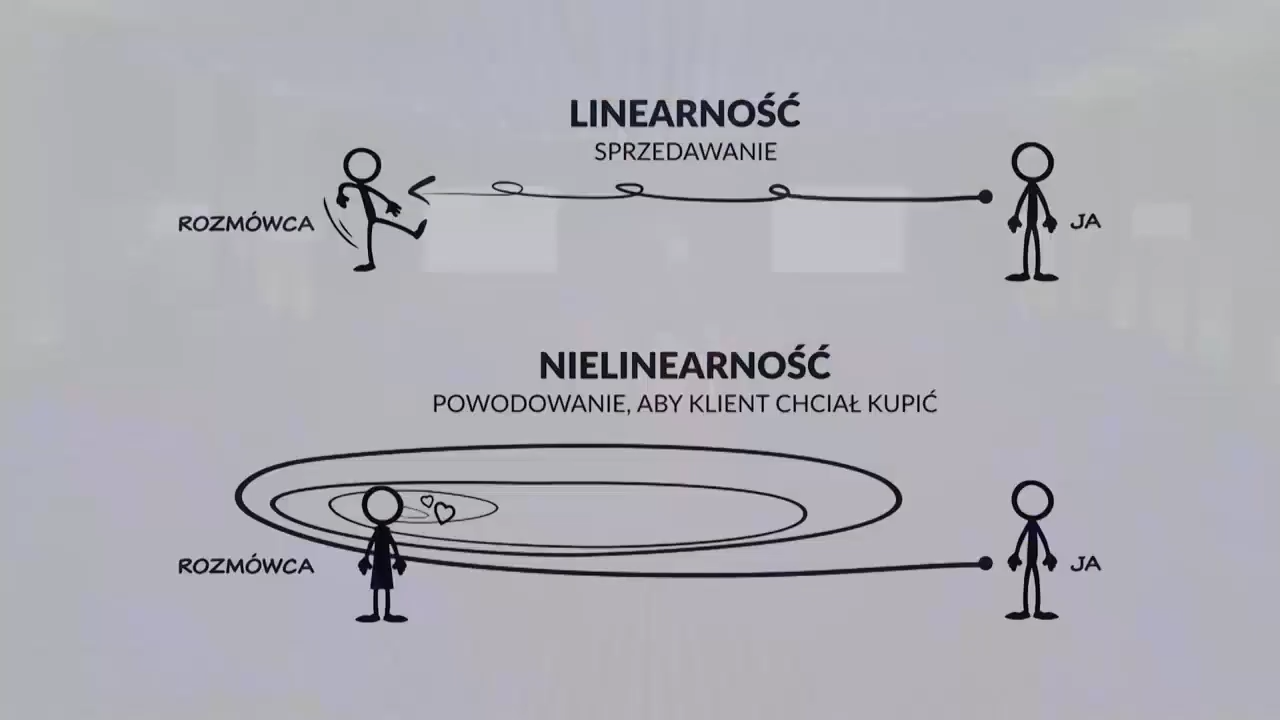 LINEARNOŚĆ
SPRZEDAWANIE
ROZMÓWCA
JA
NIELINEARNOŚĆ
POWODOWANIE, ABY KLIENT CHCIAŁ KUPIĆ
ROZMÓWCA
JA